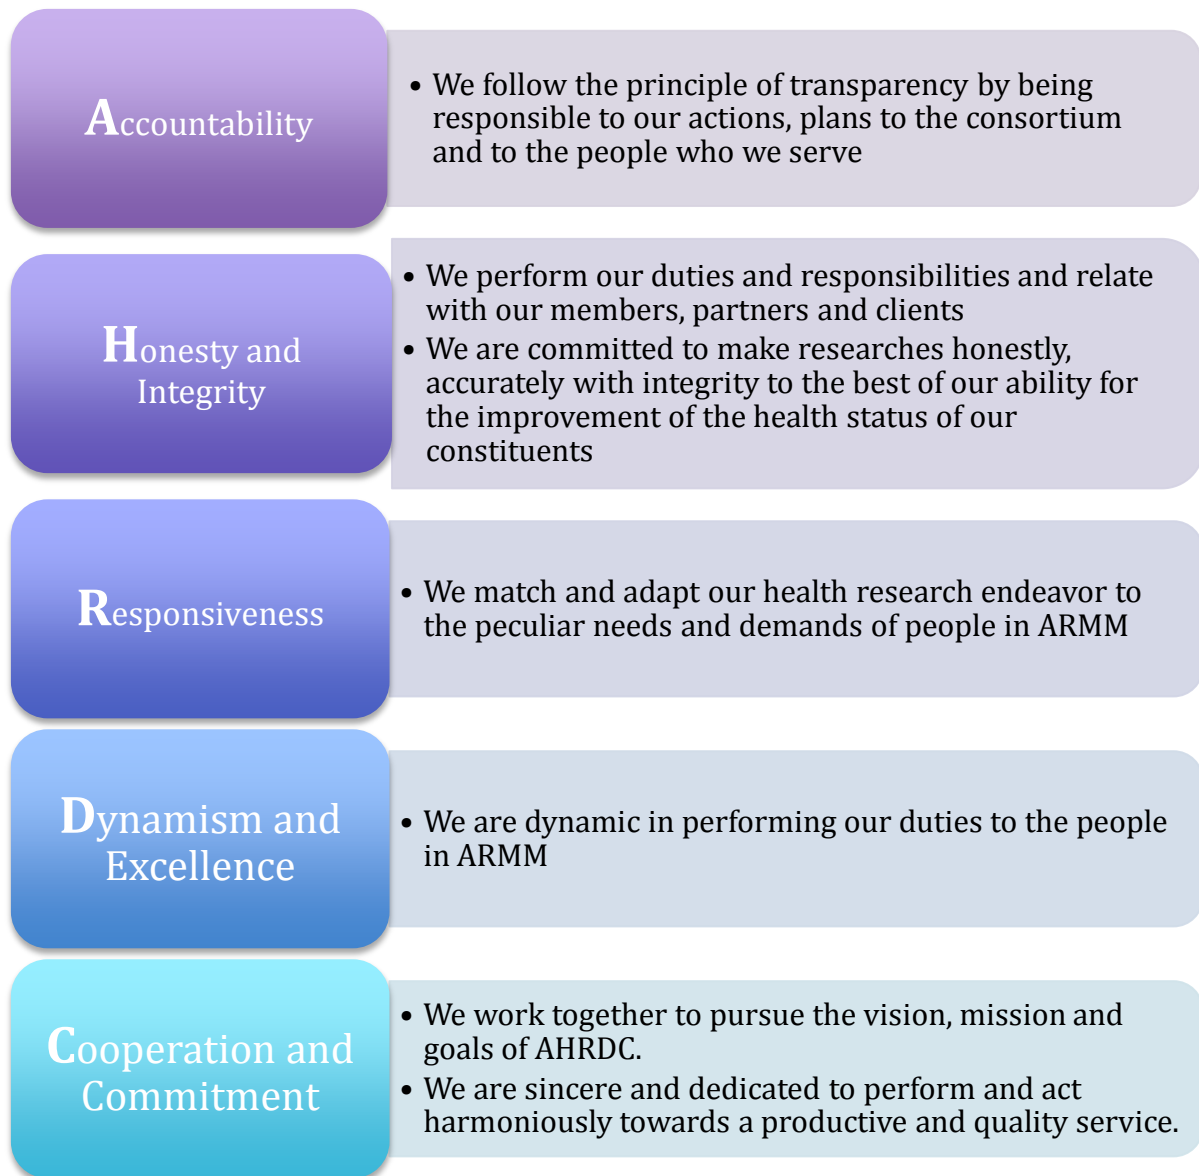 Accountability
• We follow the principle of transparency by being
responsible to our actions, plans to the consortium
and to the people who we serve
Honesty and
Integrity
• We perform our duties and responsibilities and relate
with our members, partners and clients
• We are committed to make researches honestly,
accurately with integrity to the best of our ability for
the improvement of the health status of our
constituents
Responsiveness
• We match and adapt our health research endeavor to
the peculiar needs and demands of people in ARMM
Dynamism and
Excellence
• We are dynamic in performing our duties to the people
in ARMM
Cooperation and
Commitment
• We work together to pursue the vision, mission and
goals of AHRDC.
• We are sincere and dedicated to perform and act
harmoniously towards a productive and quality service.